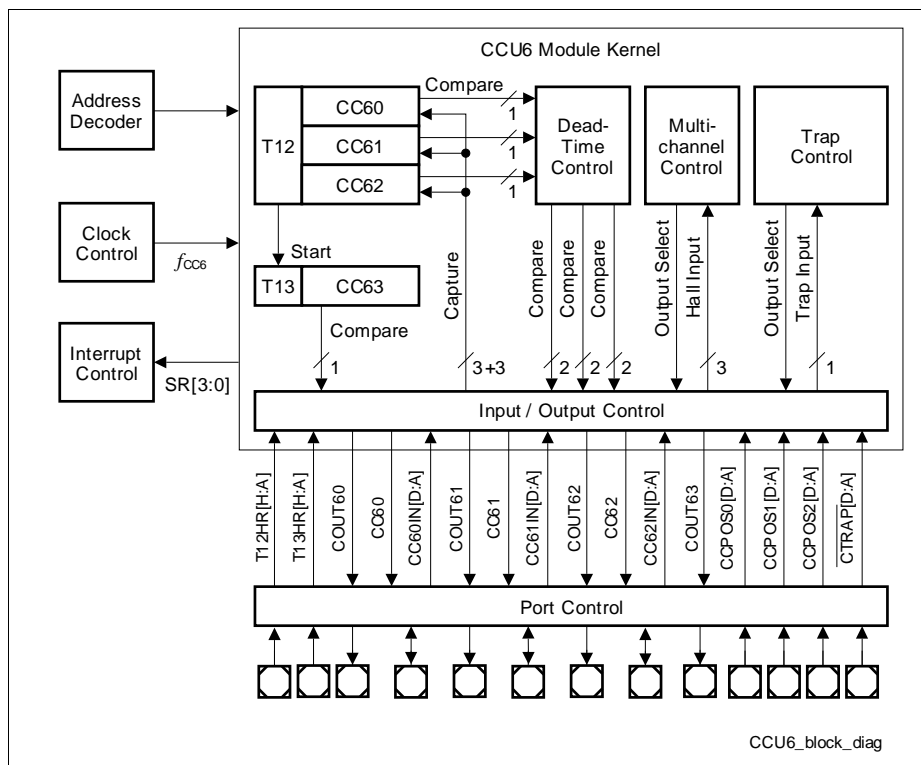 CCU6 Module Kernel
Address
Decoder
Clock
Control
fCC6
Interrupt
Control
SR[3:0]
T12
CC60
CC61
CC62
Compare
1
1
1
Dead-
Time
Control
Multi-
channel
Control
Trap
Control
Start
T13
CC63
Compare
1
Capture
3+3
Compare
2
Compare
2
Compare
2
Output Select
Hall Input
3
Output Select
Trap Input
1
Input / Output Control
T12HR[H:A]
T13HR[H:A]
COUT60
CC60
CC60IN[D:A]
COUT61
CC61
CC61IN[D:A]
COUT62
CC62
CC62IN[D:A]
COUT63
CCPOS0[D:A]
CCPOS1[D:A]
CCPOS2[D:A]
CTRAP[D:A]
Port Control
CCU6_block_diag